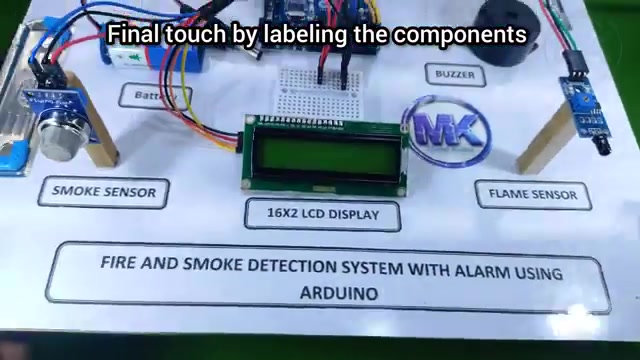 Final touch by labeling the components
BUZZER
Batt
MK
SMOKE SENSOR
FLAME SENSOR
16X2 LCD DISPLAY
FIRE AND SMOKE DETECTION SYSTEM WITH ALARM USING
ARDUINO